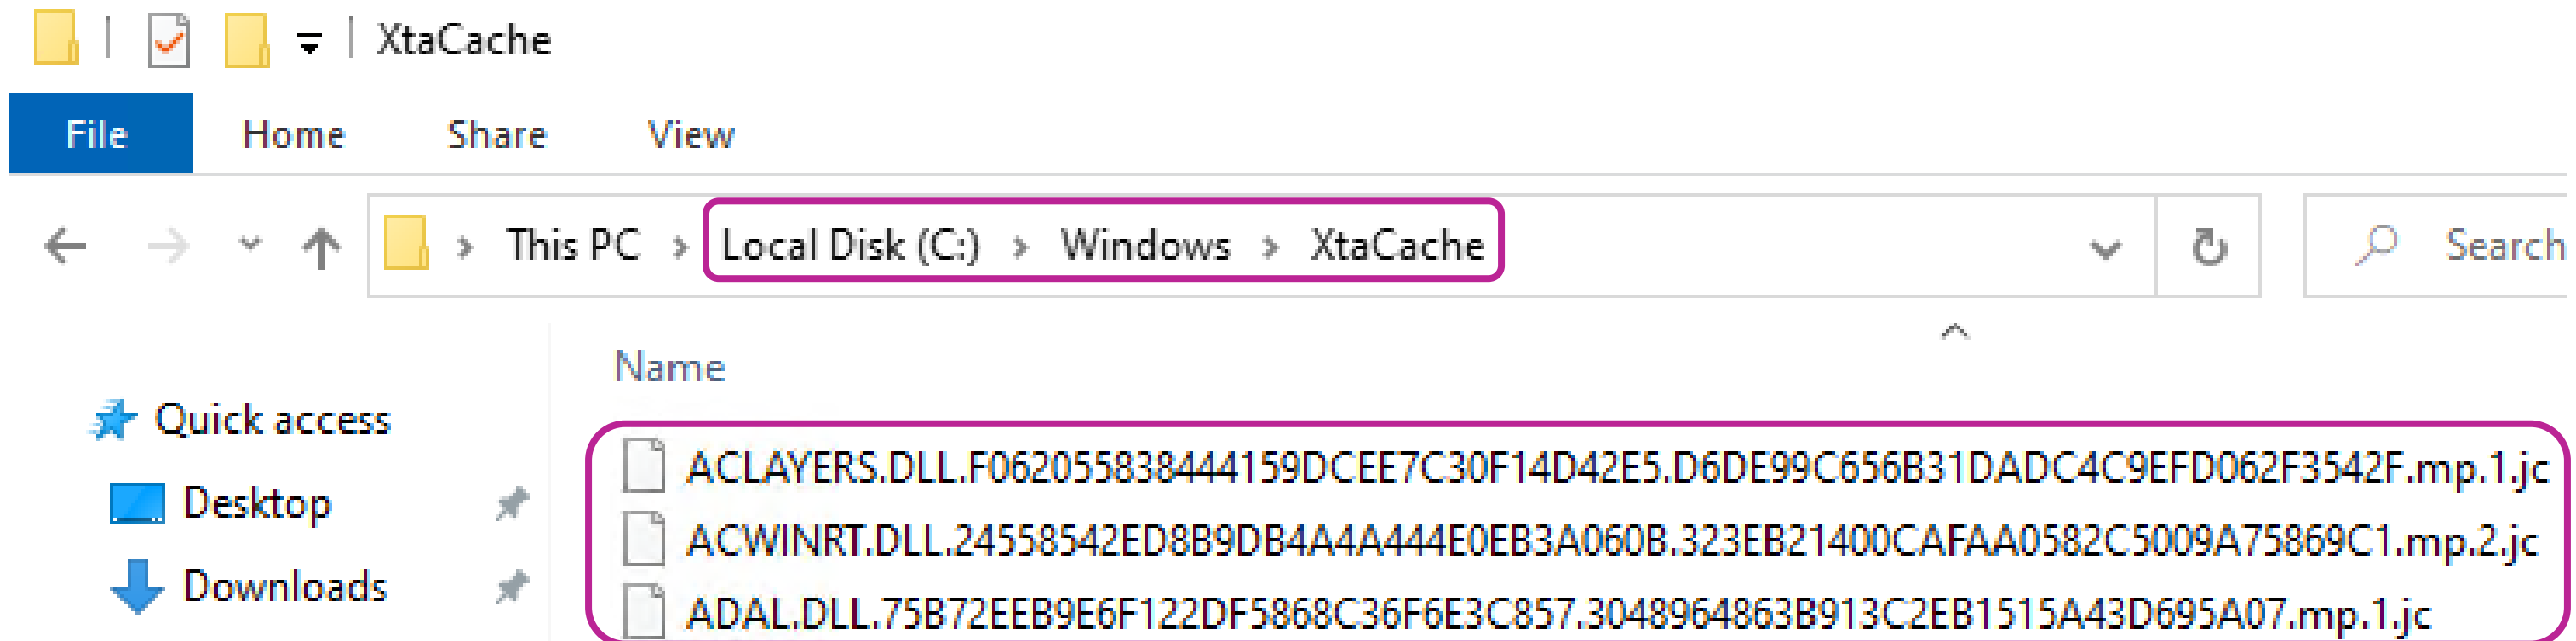 XtaCache
File Home Share View
This PC Local Disk (C:) Windows XtaCache Search
Name
Quick access
Desktop
Downloads
ACLAYERS.DLL.F062055838444159DCEE7C30F14D42E5.D6DE99C656B31DADC4C9EFD062F3542F.mp.1.jc
ACWINRT.DLL.24558542ED8B9DB4A4A444E0EB3A060B.323EB21400CAFAA0582C5009A75869C1.mp.2.jc
ADAL.DLL.75B72EEB9E6F122DF5868C36F6E3C857.3048964863B913C2EB1515A43D695A07.mp.1.jc